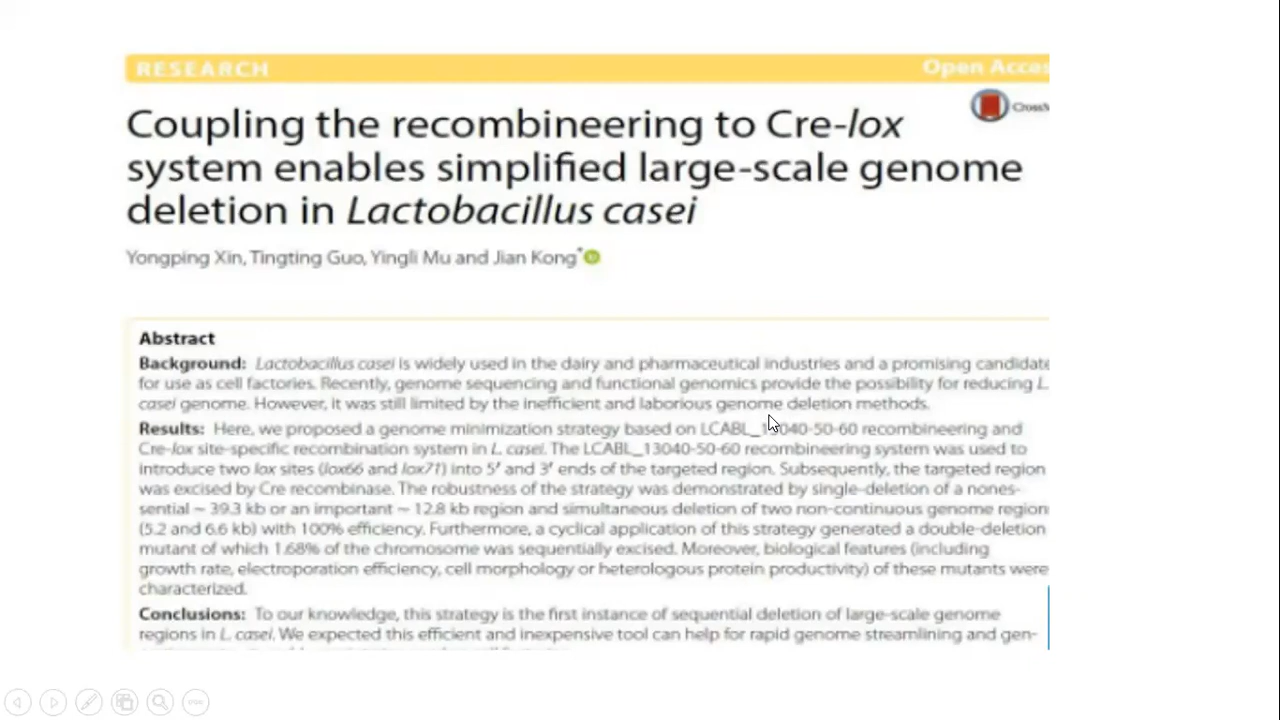 RESEARCH
Open Acces
CrossM
Coupling the recombineering to Cre-lox
system enables simplified large-scale genome
deletion in Lactobacillus casei
Yongping Xin, Tingting Guo, Yingli Mu and Jian Kong*
Abstract
Background: Lactobacillus casei is widely used in the dairy and pharmaceutical industries and a promising candidate
for use as cell factories. Recently, genome sequencing and functional genomics provide the possibility for reducing L.
casei genome. However, it was still limited by the inefficient and laborious genome deletion methods.
Results: Here, we proposed a genome minimization strategy based on LCABL_13040-50-60 recombineering and
Cre-lox site-specific recombination system in L. casei. The LCABL_13040-50-60 recombineering system was used to
introduce two lox sites (lox66 and lox71) into 5′ and 3′ ends of the targeted region. Subsequently, the targeted region
was excised by Cre recombinase. The robustness of the strategy was demonstrated by single-deletion of a nones-
sential ~ 39.3 kb or an important ~ 12.8 kb region and simultaneous deletion of two non-continuous genome region
(5.2 and 6.6 kb) with 100% efficiency. Furthermore, a cyclical application of this strategy generated a double-deletion
mutant of which 1.68% of the chromosome was sequentially excised. Moreover, biological features (including
growth rate, electroporation efficiency, cell morphology or heterologous protein productivity) of these mutants were
characterized.
Conclusions: To our knowledge, this strategy is the first instance of sequential deletion of large-scale genome
regions in L. casei. We expected this efficient and inexpensive tool can help for rapid genome streamlining and gen-